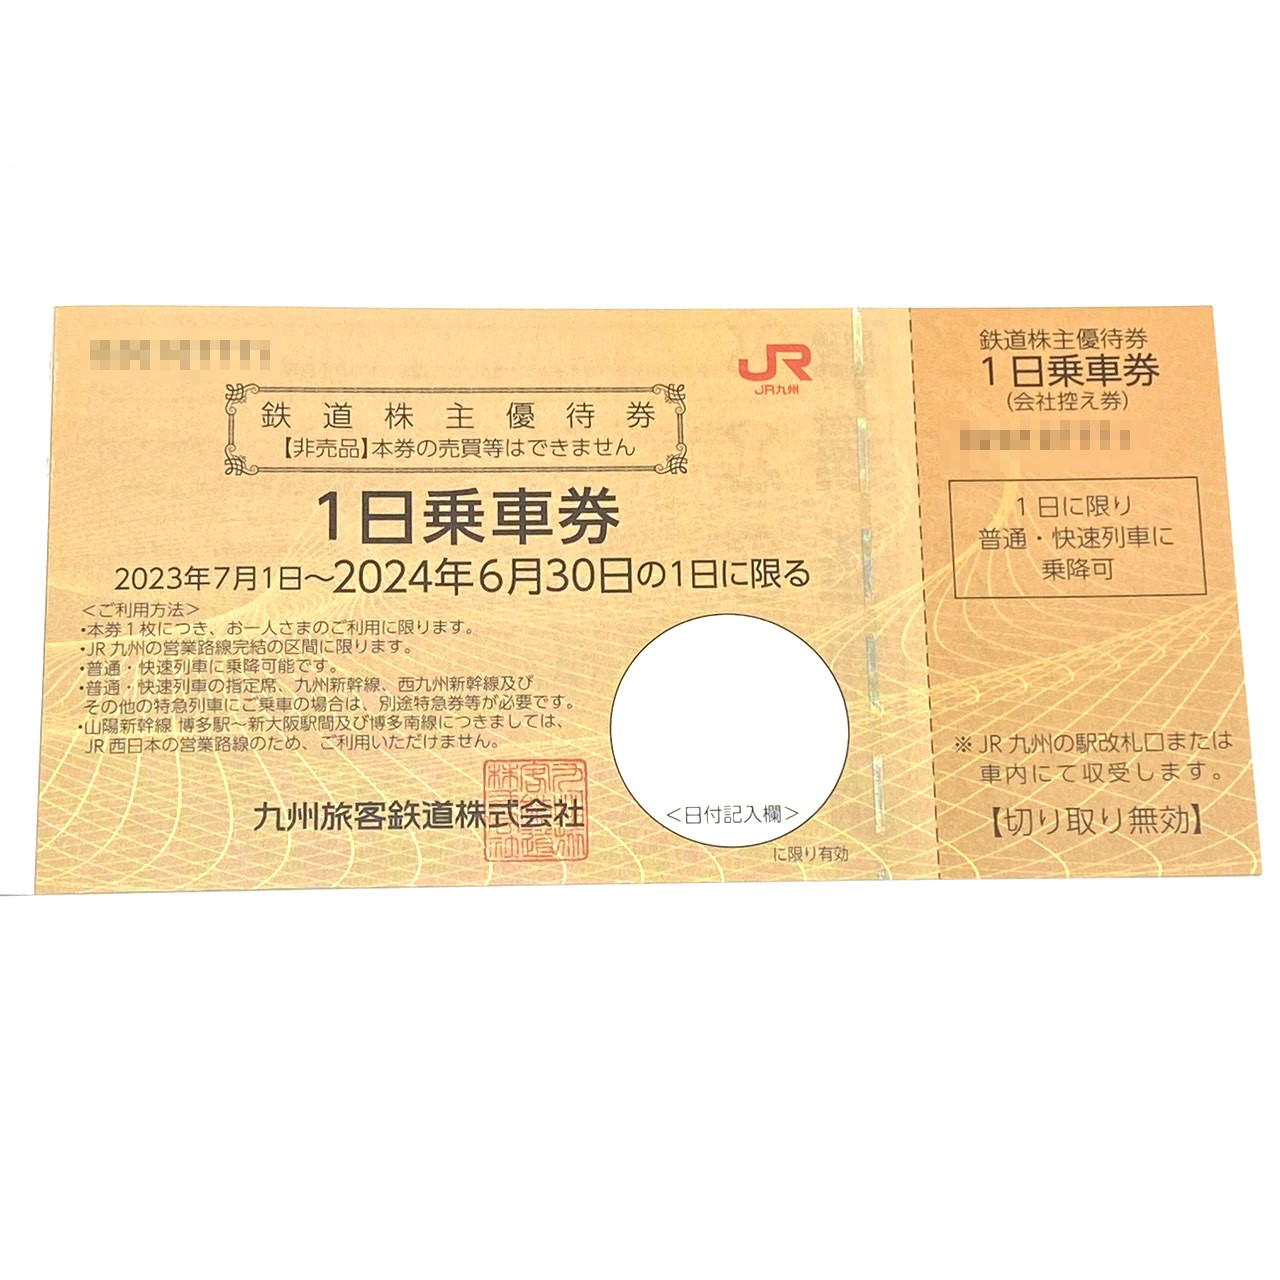 JR
JR九州
鉄道株主優待券
【非売品】本券の売買等はできません
1日乗車券
2023年7月1日～2024年6月30日の1日に限る
＜ご利用方法＞
・本券1枚につき、お一人さまのご利用に限ります。
・JR九州の営業路線完結の区間に限ります。
・普通・快速列車に乗降可能です。
・普通・快速列車の指定席、九州新幹線、西九州新幹線及び
その他の特急列車にご乗車の場合は、別途特急券等が必要です。
・山陽新幹線 博多駅～新大阪駅間及び博多南線につきましては、
JR西日本の営業路線のため、ご利用いただけません。
九州旅客鉄道株式会社
＜日付記入欄＞
に限り有効
鉄道株主優待券
1日乗車券
(会社控え券)
1日に限り
普通・快速列車に
乗降可
※JR九州の駅改札口または
車内にて収受します。
【切り取り無効】